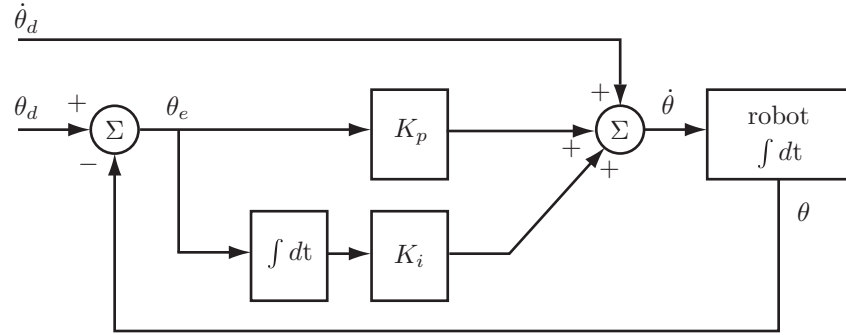 θ̇_d
θ_d + Σ θ_e K_p + + + Σ θ̇ robot ∫ dt
−
∫ dt K_i
θ